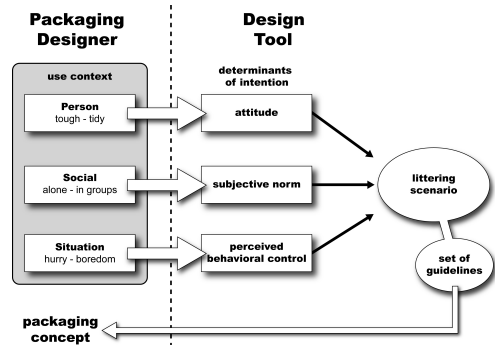 Packaging
Designer
Design
Tool
use context
determinants
of intention
Person
tough - tidy
attitude
Social
alone - in groups
subjective norm
littering
scenario
Situation
hurry - boredom
perceived
behavioral control
set of
guidelines
packaging
concept